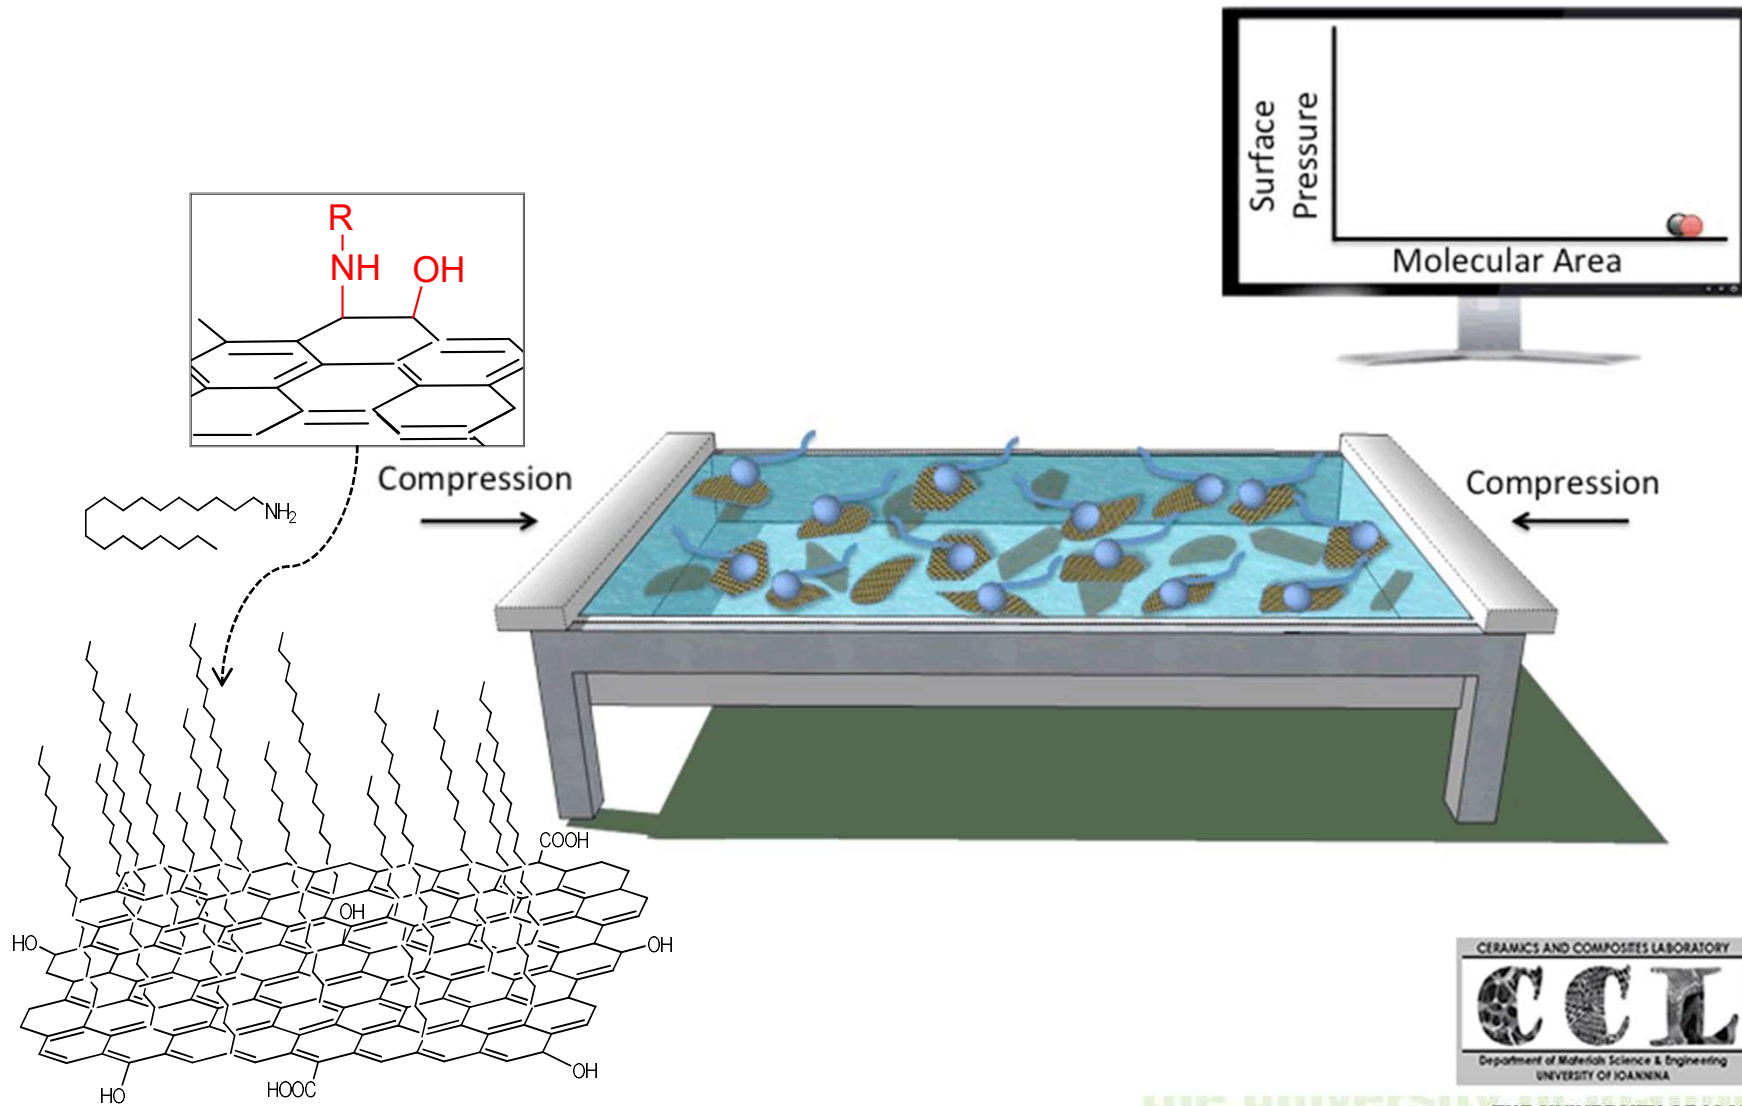 Surface
Pressure
Molecular Area
R
NH
OH
Compression
Compression
NH2
COOH
OH
HO
OH
OH
HOOC
HO
CERAMICS AND COMPOSITES LABORATORY
CCL
Department of Materials Science & Engineering
UNIVERSITY OF IOANNINA